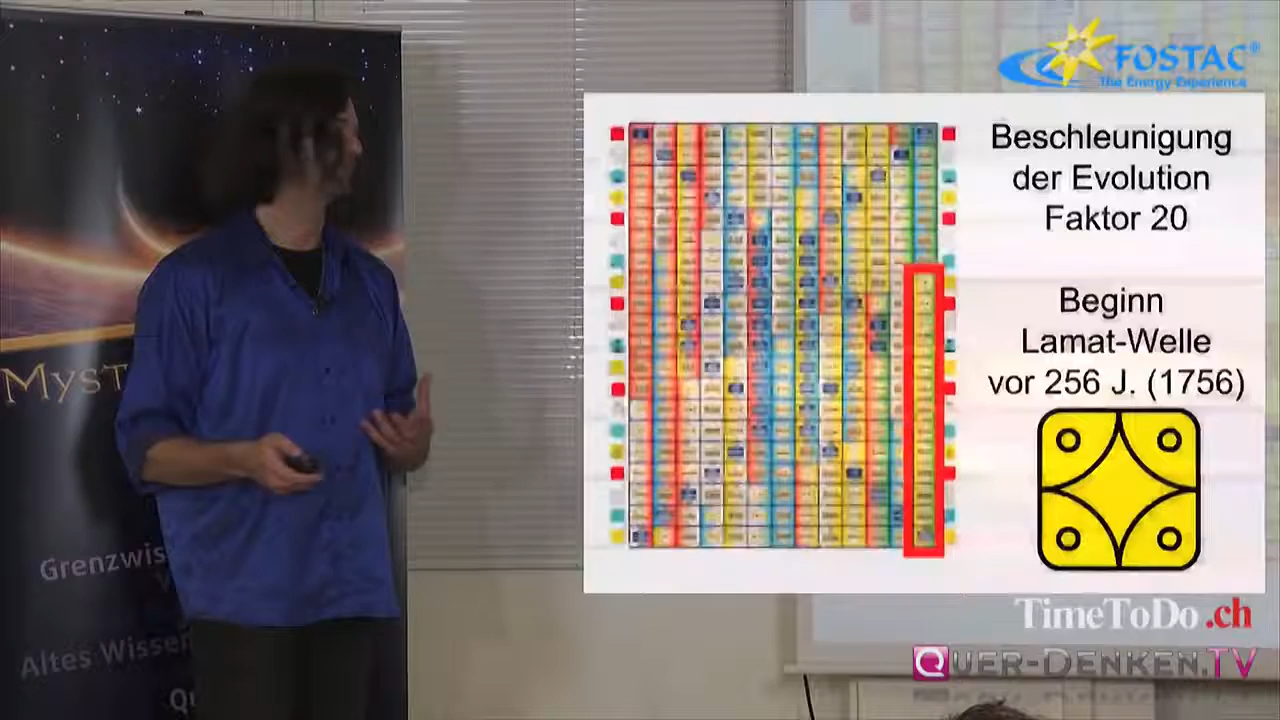 FOSTAC®
The Energy Experience
Beschleunigung
der Evolution
Faktor 20
Beginn
Lamat-Welle
vor 256 J. (1756)
MYST
Grenzwis
Altes Wissen
Qu
TimeToDo.ch
QUER-DENKEN.TV